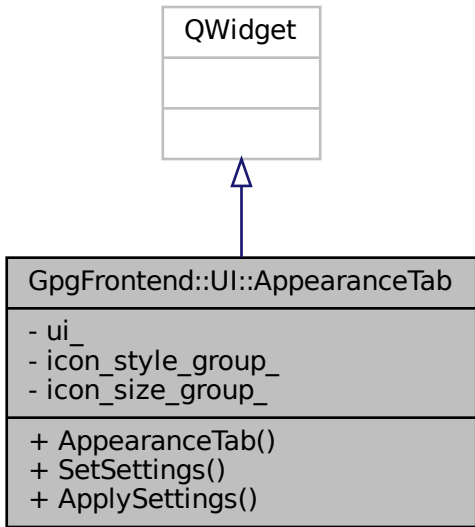 QWidget
GpgFrontend::UI::AppearanceTab
- ui_
- icon_style_group_
- icon_size_group_
+ AppearanceTab()
+ SetSettings()
+ ApplySettings()